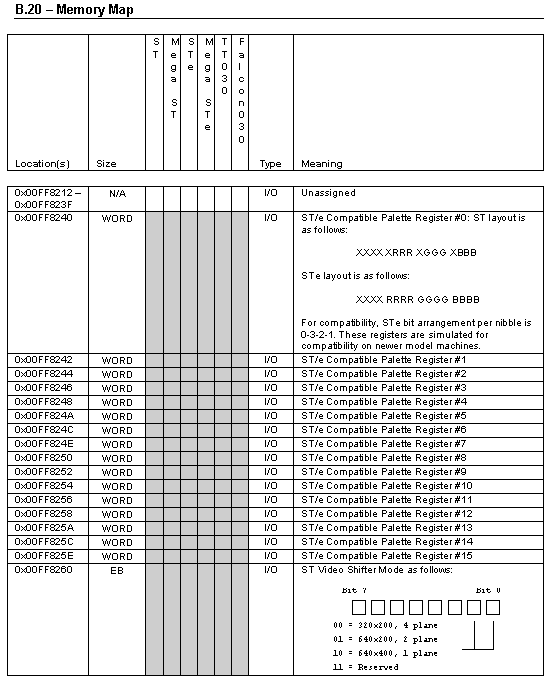 B.20 – Memory Map
Location(s) Size ST Mega ST STe Mega STe TT030 Falcon030 Type Meaning
0x00FF8212 – 0x00FF823F N/A I/O Unassigned
0x00FF8240 WORD I/O ST/e Compatible Palette Register #0: ST layout is
as follows:
XXXX XRRR XGGG XBBB
STe layout is as follows:
XXXX RRRR GGGG BBBB
For compatibility, STe bit arrangement per nibble is
0-3-2-1. These registers are simulated for
compatibility on newer model machines.
0x00FF8242 WORD I/O ST/e Compatible Palette Register #1
0x00FF8244 WORD I/O ST/e Compatible Palette Register #2
0x00FF8246 WORD I/O ST/e Compatible Palette Register #3
0x00FF8248 WORD I/O ST/e Compatible Palette Register #4
0x00FF824A WORD I/O ST/e Compatible Palette Register #5
0x00FF824C WORD I/O ST/e Compatible Palette Register #6
0x00FF824E WORD I/O ST/e Compatible Palette Register #7
0x00FF8250 WORD I/O ST/e Compatible Palette Register #8
0x00FF8252 WORD I/O ST/e Compatible Palette Register #9
0x00FF8254 WORD I/O ST/e Compatible Palette Register #10
0x00FF8256 WORD I/O ST/e Compatible Palette Register #11
0x00FF8258 WORD I/O ST/e Compatible Palette Register #12
0x00FF825A WORD I/O ST/e Compatible Palette Register #13
0x00FF825C WORD I/O ST/e Compatible Palette Register #14
0x00FF825E WORD I/O ST/e Compatible Palette Register #15
0x00FF8260 EB I/O ST Video Shifter Mode as follows:
Bit 7 Bit 0
00 = 320x200, 4 plane
01 = 640x200, 2 plane
10 = 640x400, 1 plane
11 = Reserved